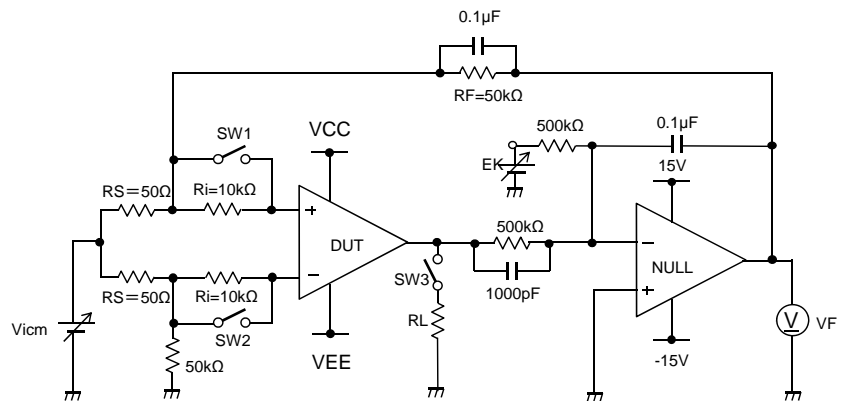 0.1µF
RF=50kΩ
SW1
VCC
500kΩ
0.1µF
EK
15V
RS=50Ω
Ri=10kΩ
+
DUT
−
500kΩ
−
NULL
+
RS=50Ω
Ri=10kΩ
SW3
1000pF
Vicm
SW2
RL
V
VF
50kΩ
VEE
-15V